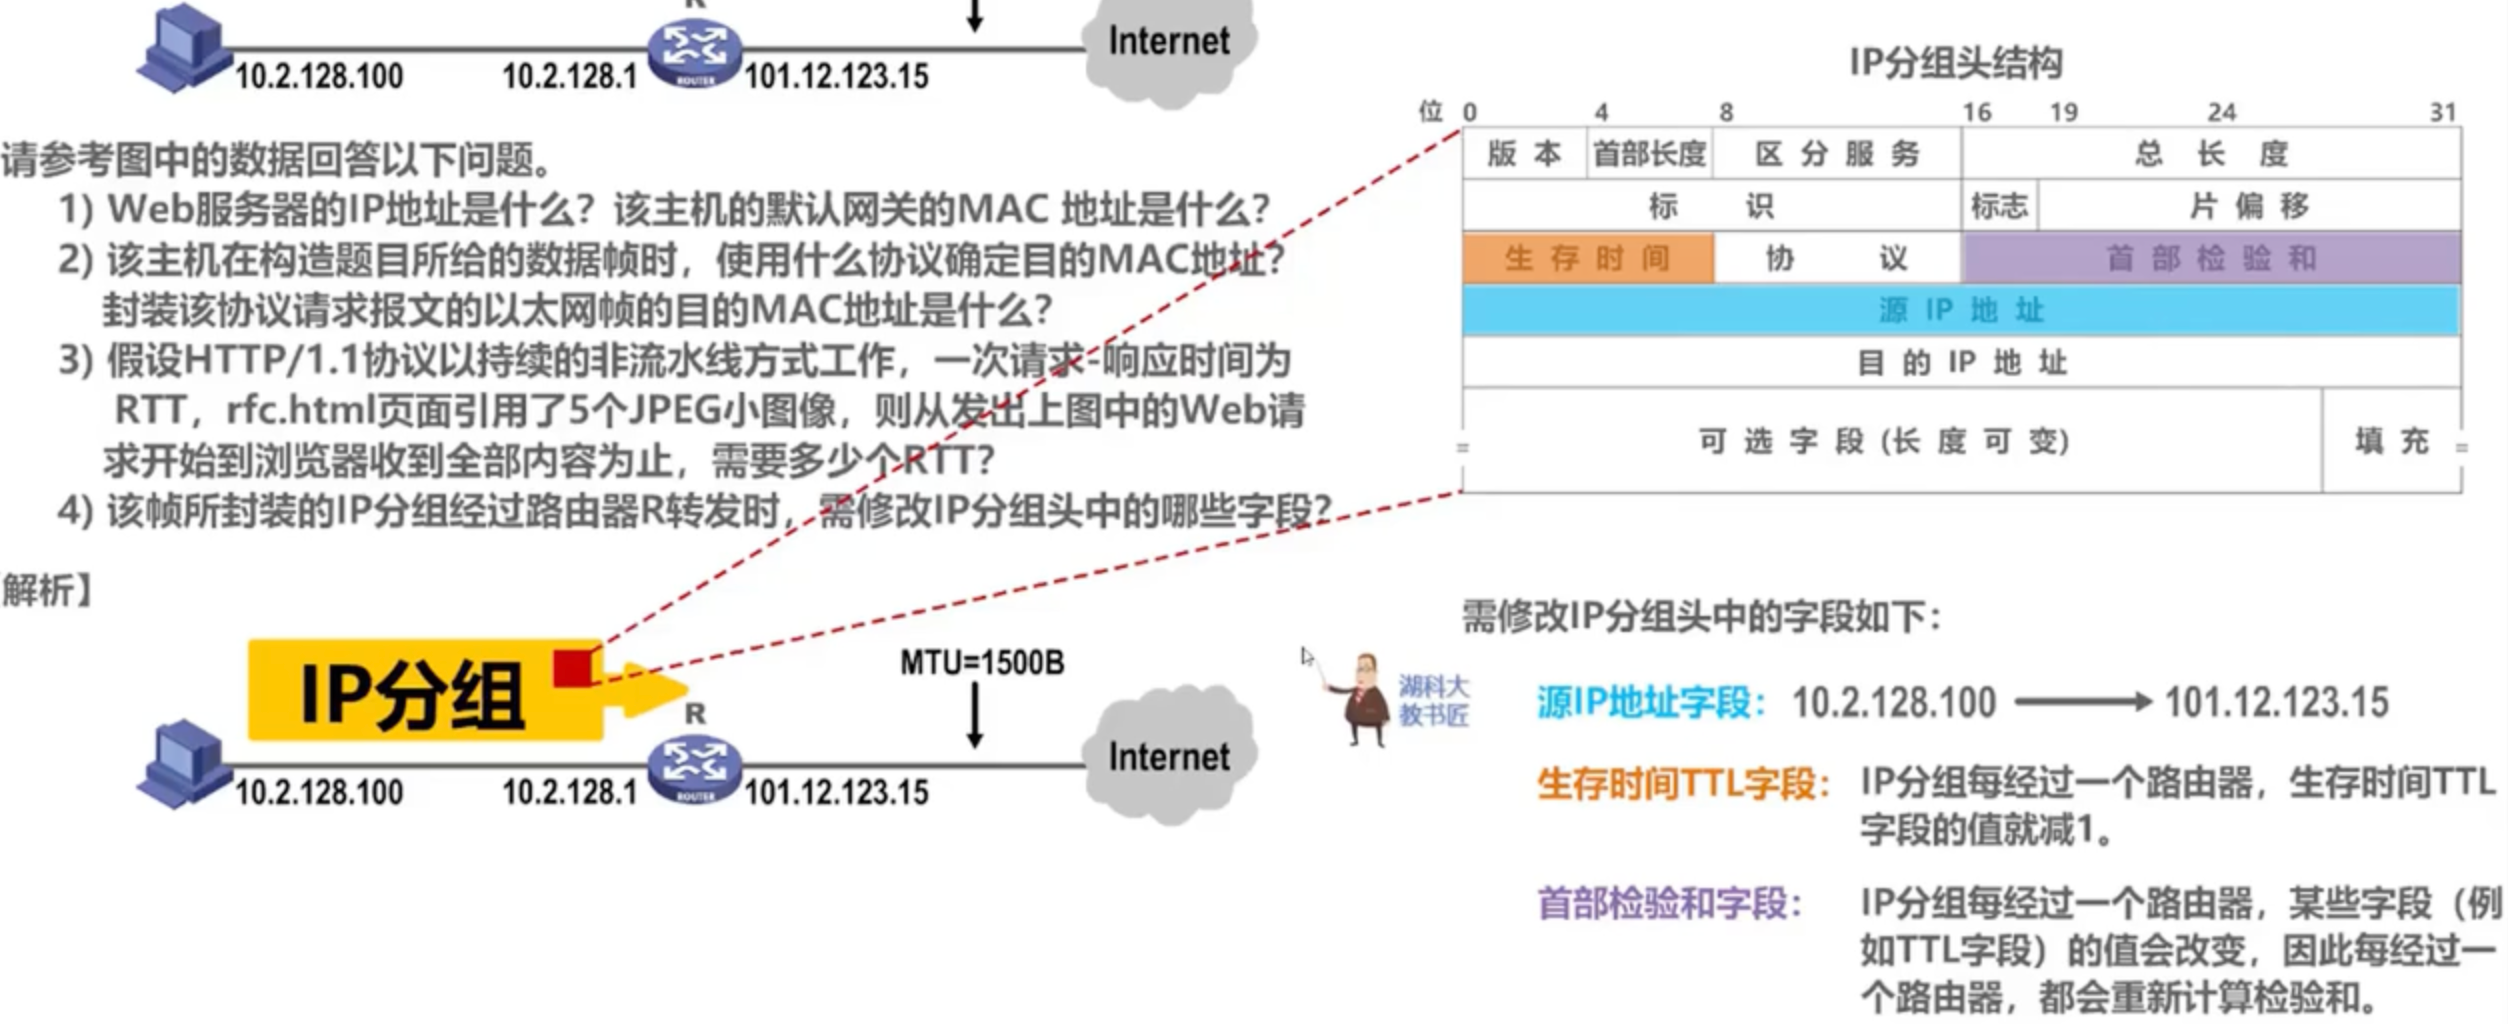 Internet
10.2.128.100
10.2.128.1
ROUTER
101.12.123.15
请参考图中的数据回答以下问题。
1) Web服务器的IP地址是什么？该主机的默认网关的MAC 地址是什么？
2) 该主机在构造题目所给的数据帧时，使用什么协议确定目的MAC地址？
封装该协议请求报文的以太网帧的目的MAC地址是什么？
3) 假设HTTP/1.1协议以持续的非流水线方式工作，一次请求-响应时间为
RTT，rfc.html页面引用了5个JPEG小图像，则从发出上图中的Web请
求开始到浏览器收到全部内容为止，需要多少个RTT？
4) 该帧所封装的IP分组经过路由器R转发时，需修改IP分组头中的哪些字段？
解析】
IP分组
MTU=1500B
R
Internet
10.2.128.100
10.2.128.1
ROUTER
101.12.123.15
IP分组头结构
位 0 4 8 16 19 24 31
版 本 首部长度 区 分 服 务 总 长 度
标 识 标志 片 偏 移
生 存 时 间 协 议 首 部 检 验 和
源 IP 地 址
目 的 IP 地 址
可 选 字 段 (长 度 可 变) 填 充
湖科大
教书匠
需修改IP分组头中的字段如下：
源IP地址字段： 10.2.128.100 101.12.123.15
生存时间TTL字段： IP分组每经过一个路由器，生存时间TTL
字段的值就减1。
首部检验和字段： IP分组每经过一个路由器，某些字段（例
如TTL字段）的值会改变，因此每经过一
个路由器，都会重新计算检验和。